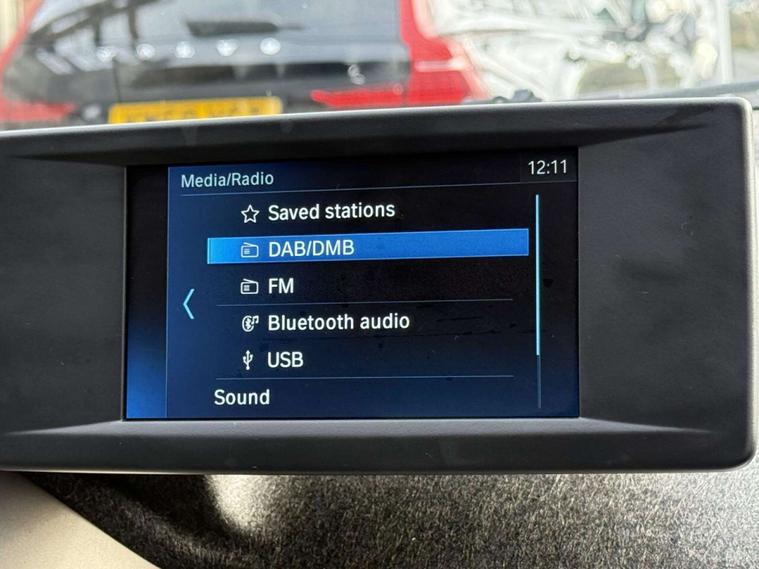 Media/Radio
12:11
Saved stations
DAB/DMB
FM
Bluetooth audio
USB
Sound